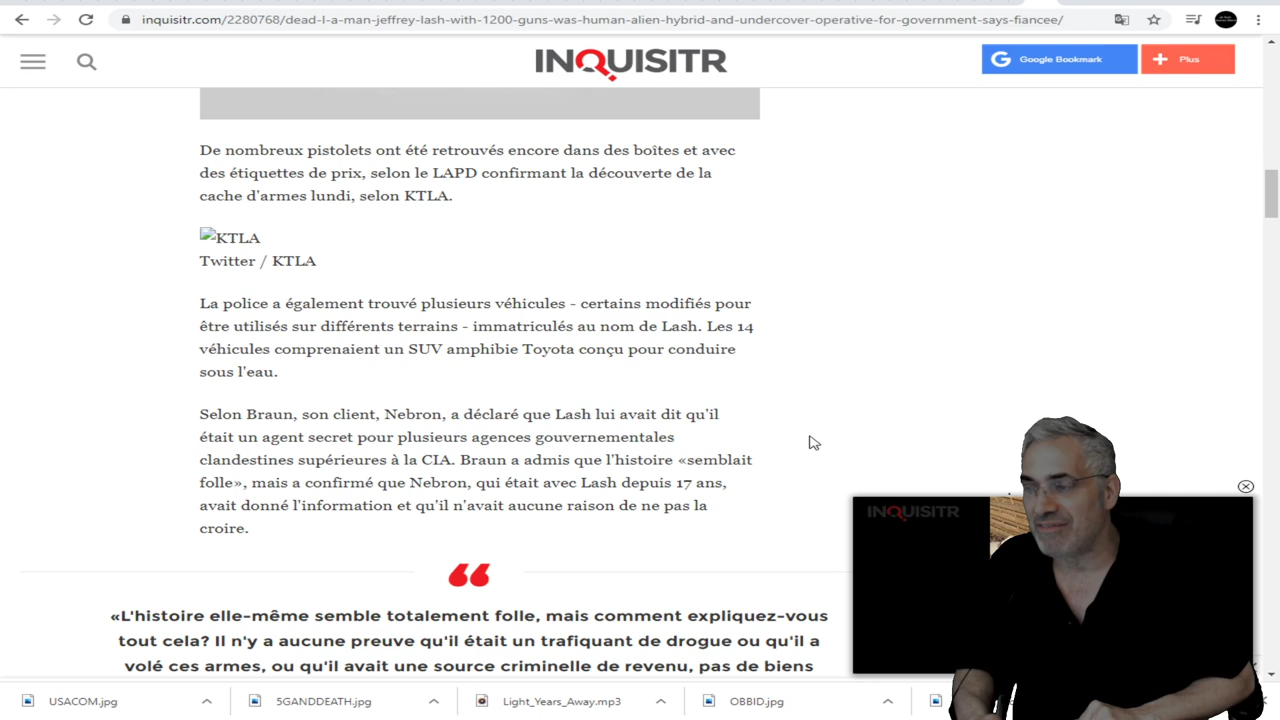 inquisitr.com/2280768/dead-l-a-man-jeffrey-lash-with-1200-guns-was-human-alien-hybrid-and-undercover-operative-for-government-says-fiancee/
INQUISITR
Google Bookmark
Plus
De nombreux pistolets ont été retrouvés encore dans des boîtes et avec
des étiquettes de prix, selon le LAPD confirmant la découverte de la
cache d'armes lundi, selon KTLA.
KTLA
Twitter / KTLA
La police a également trouvé plusieurs véhicules - certains modifiés pour
être utilisés sur différents terrains - immatriculés au nom de Lash. Les 14
véhicules comprenaient un SUV amphibie Toyota conçu pour conduire
sous l'eau.
Selon Braun, son client, Nebron, a déclaré que Lash lui avait dit qu'il
était un agent secret pour plusieurs agences gouvernementales
clandestines supérieures à la CIA. Braun a admis que l'histoire «semblait
folle», mais a confirmé que Nebron, qui était avec Lash depuis 17 ans,
avait donné l'information et qu'il n'avait aucune raison de ne pas la
croire.
INQUISITR
«L'histoire elle-même semble totalement folle, mais comment expliquez-vous
tout cela? Il n'y a aucune preuve qu'il était un trafiquant de drogue ou qu'il a
volé ces armes, ou qu'il avait une source criminelle de revenu, pas de biens
USACOM.jpg
5GANDDEATH.jpg
Light_Years_Away.mp3
OBBID.jpg